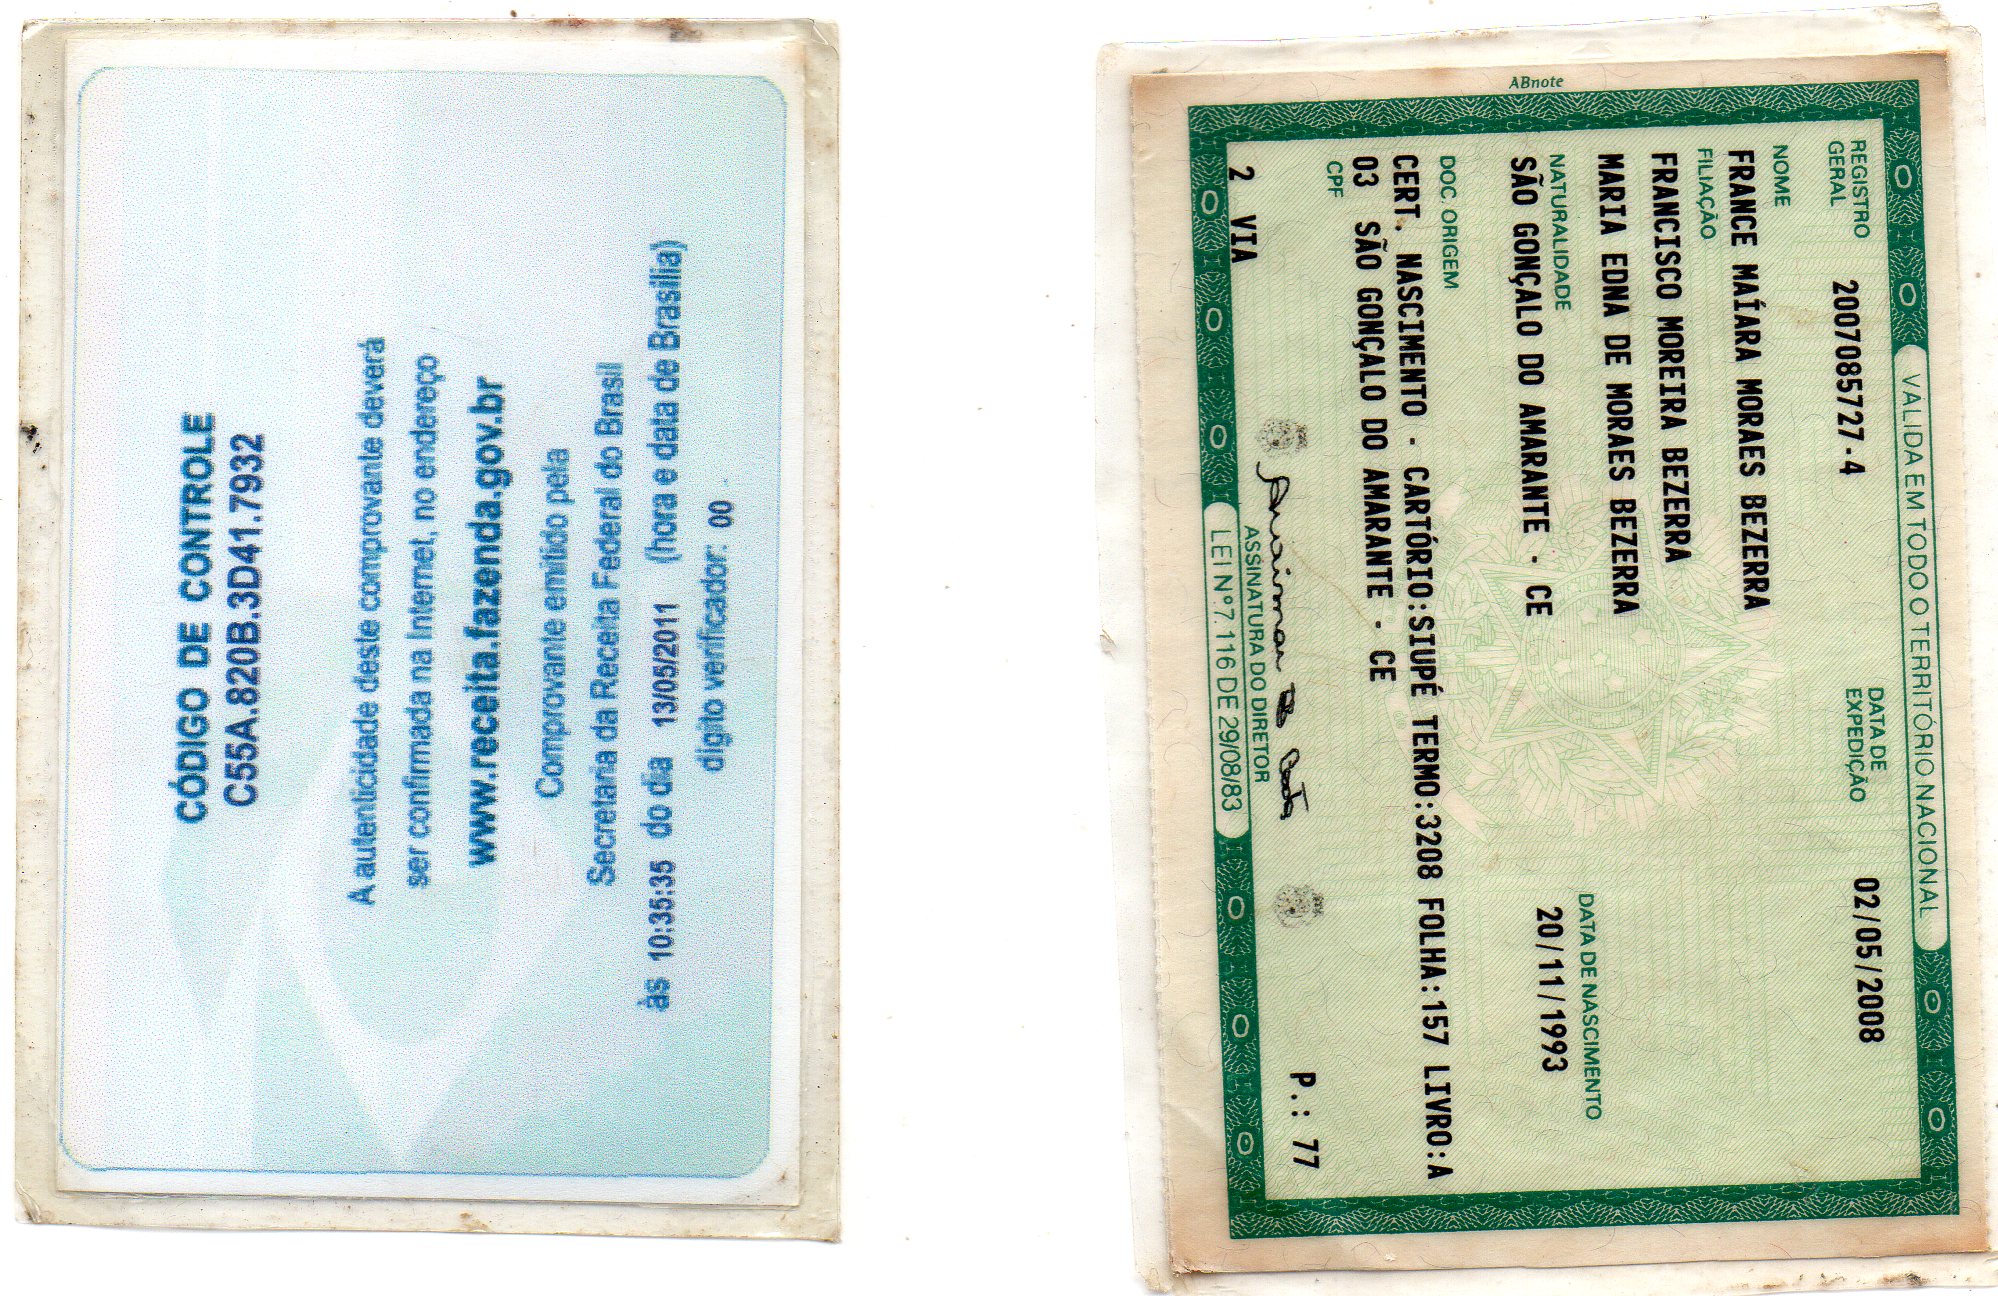 CÓDIGO DE CONTROLE
C55A.820B.3D41.7932
A autenticidade deste comprovante deverá
ser confirmada na Internet, no endereço
www.receita.fazenda.gov.br
Comprovante emitido pela
Secretaria da Receita Federal do Brasil
às 10:35:35 do dia 13/05/2011 (hora e data de Brasília)
dígito verificador: 00
ABnote
VALIDA EM TODO O TERRITÓRIO NACIONAL
REGISTRO GERAL 2007085727-4 DATA DE EXPEDIÇÃO 02/05/2008
NOME
FRANCE MAÍARA MORAES BEZERRA
FILIAÇÃO
FRANCISCO MOREIRA BEZERRA
MARIA EDNA DE MORAES BEZERRA
NATURALIDADE DATA DE NASCIMENTO
SÃO GONÇALO DO AMARANTE - CE 20/11/1993
DOC. ORIGEM
CERT. NASCIMENTO - CARTÓRIO:SIUPÉ TERMO:3208 FOLHA:157 LIVRO:A
03 SÃO GONÇALO DO AMARANTE - CE
CPF
P.: 77
2 VIA
ASSINATURA DO DIRETOR
LEI Nº 7.116 DE 29/08/83